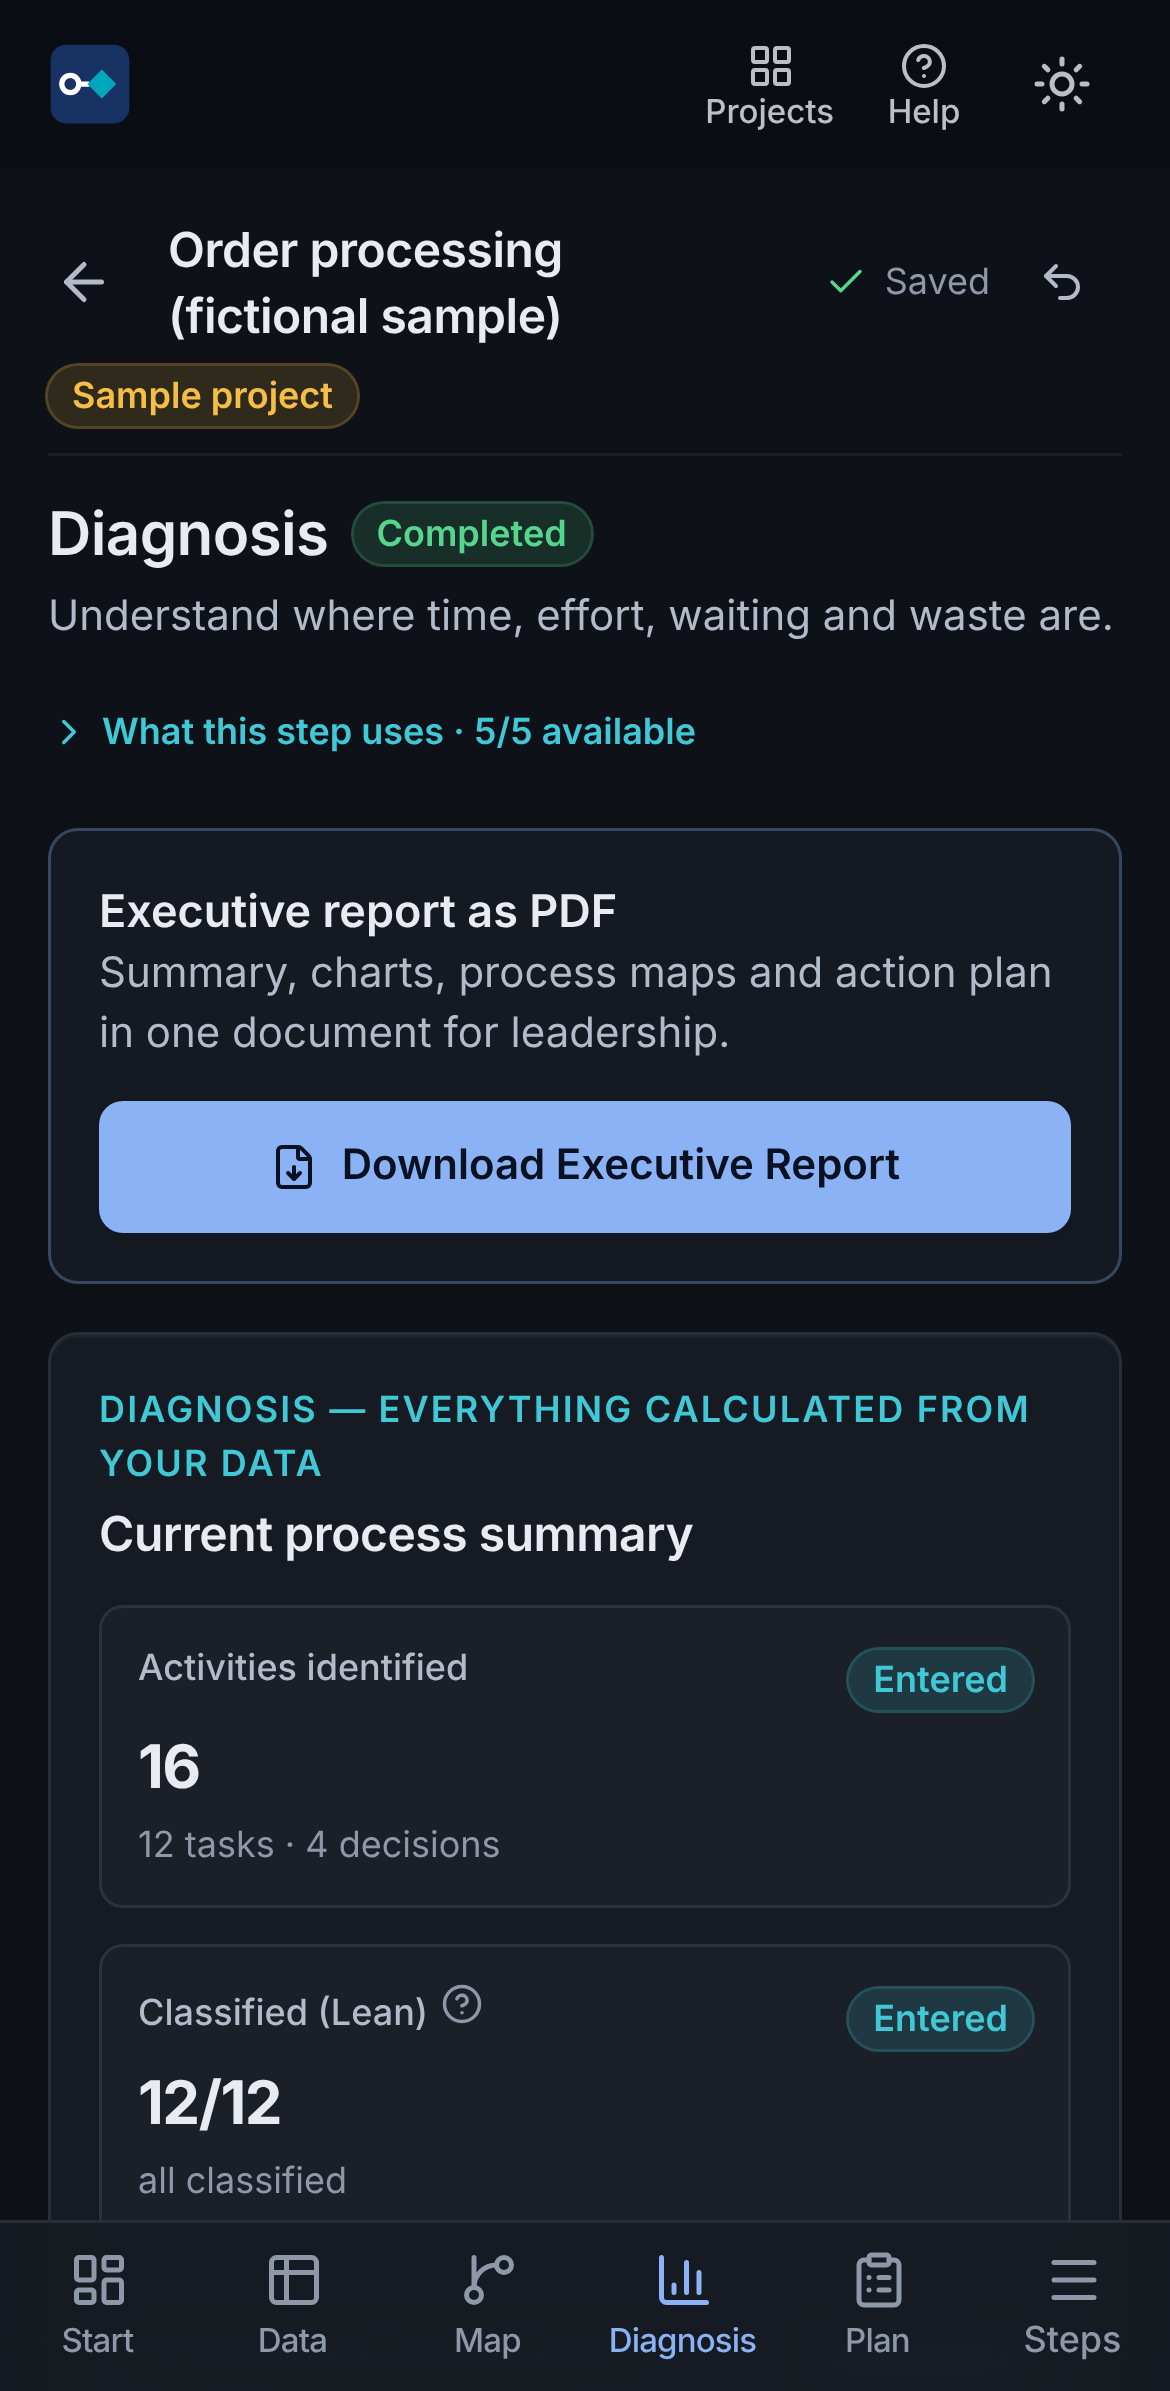 Projects
Help
Order processing
(fictional sample)
Saved
Sample project
Diagnosis
Completed
Understand where time, effort, waiting and waste are.
What this step uses · 5/5 available
Executive report as PDF
Summary, charts, process maps and action plan
in one document for leadership.
Download Executive Report
DIAGNOSIS — EVERYTHING CALCULATED FROM
YOUR DATA
Current process summary
Activities identified
Entered
16
12 tasks · 4 decisions
Classified (Lean)
Entered
12/12
all classified
Start
Data
Map
Diagnosis
Plan
Steps